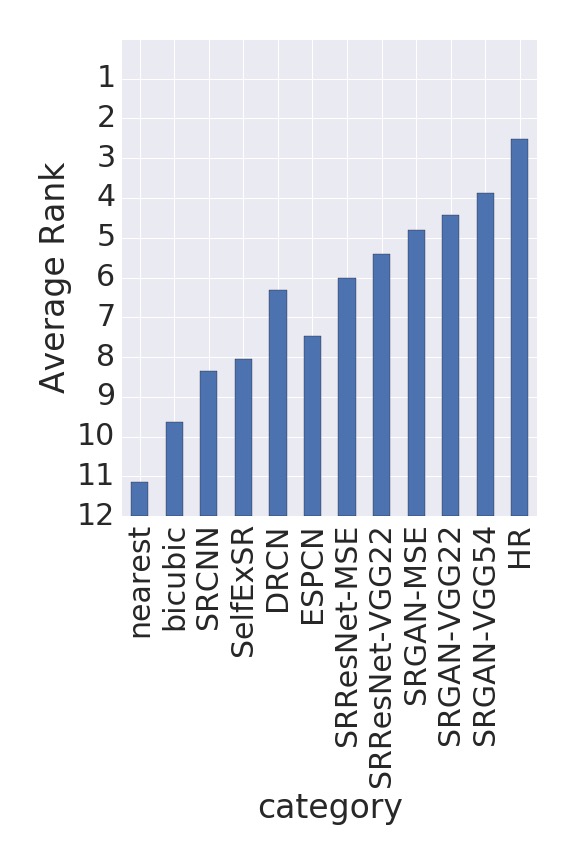 Average Rank
1
2
3
4
5
6
7
8
9
10
11
12
nearest
bicubic
SRCNN
SelfExSR
DRCN
ESPCN
SRResNet-MSE
SRResNet-VGG22
SRGAN-MSE
SRGAN-VGG22
SRGAN-VGG54
HR
category